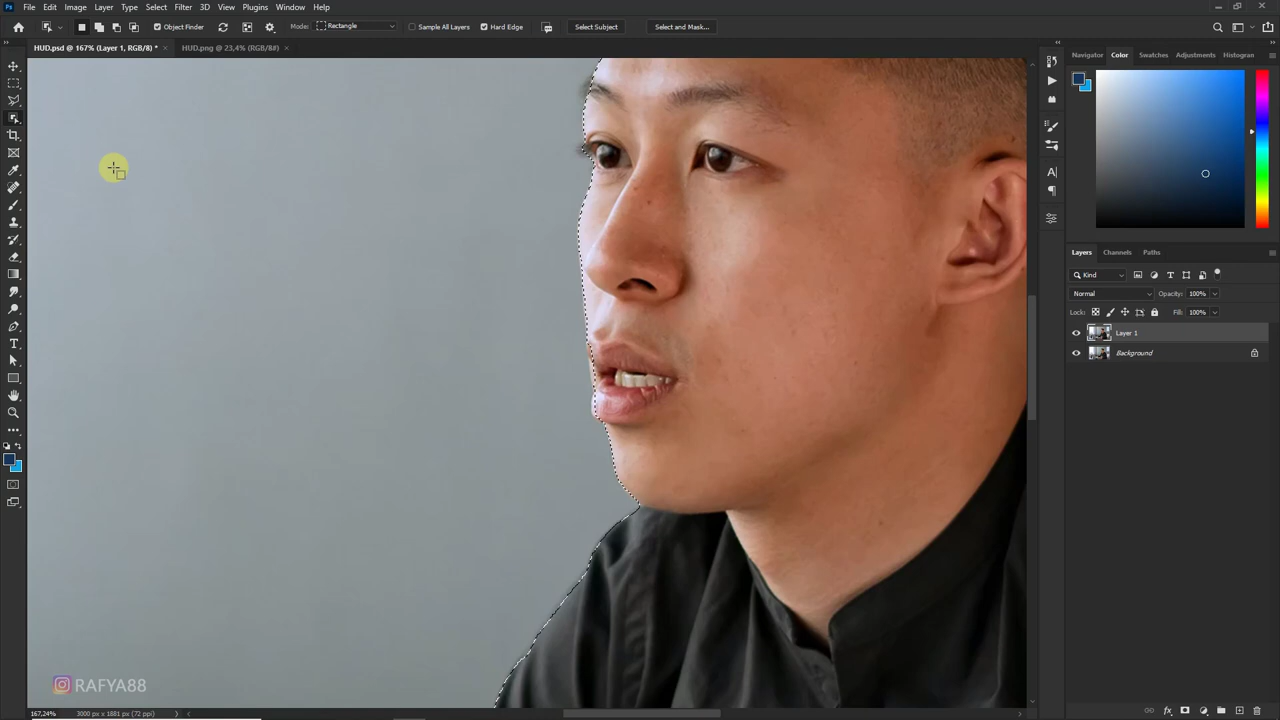 Ps File Edit Image Layer Type Select Filter 3D View Plugins Window Help
Object Finder Mode: Rectangle Sample All Layers Hard Edge Select Subject Select and Mask...
HUD.psd @ 167% (Layer 1, RGB/8) * × HUD.png @ 23,4% (RGB/8#) ×
Navigator Color Swatches Adjustments Histogran
Layers Channels Paths
Kind
Normal Opacity: 100%
Lock: Fill: 100%
Layer 1
Background
RAFYA88
167,24% 3000 px x 1881 px (72 ppi)